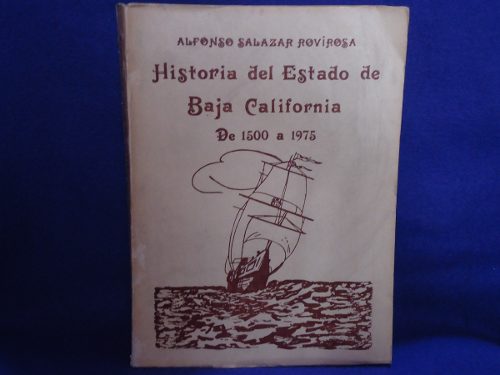 ALFONSO SALAZAR ROVIROSA
Historia del Estado de
Baja California
De 1500 a 1975